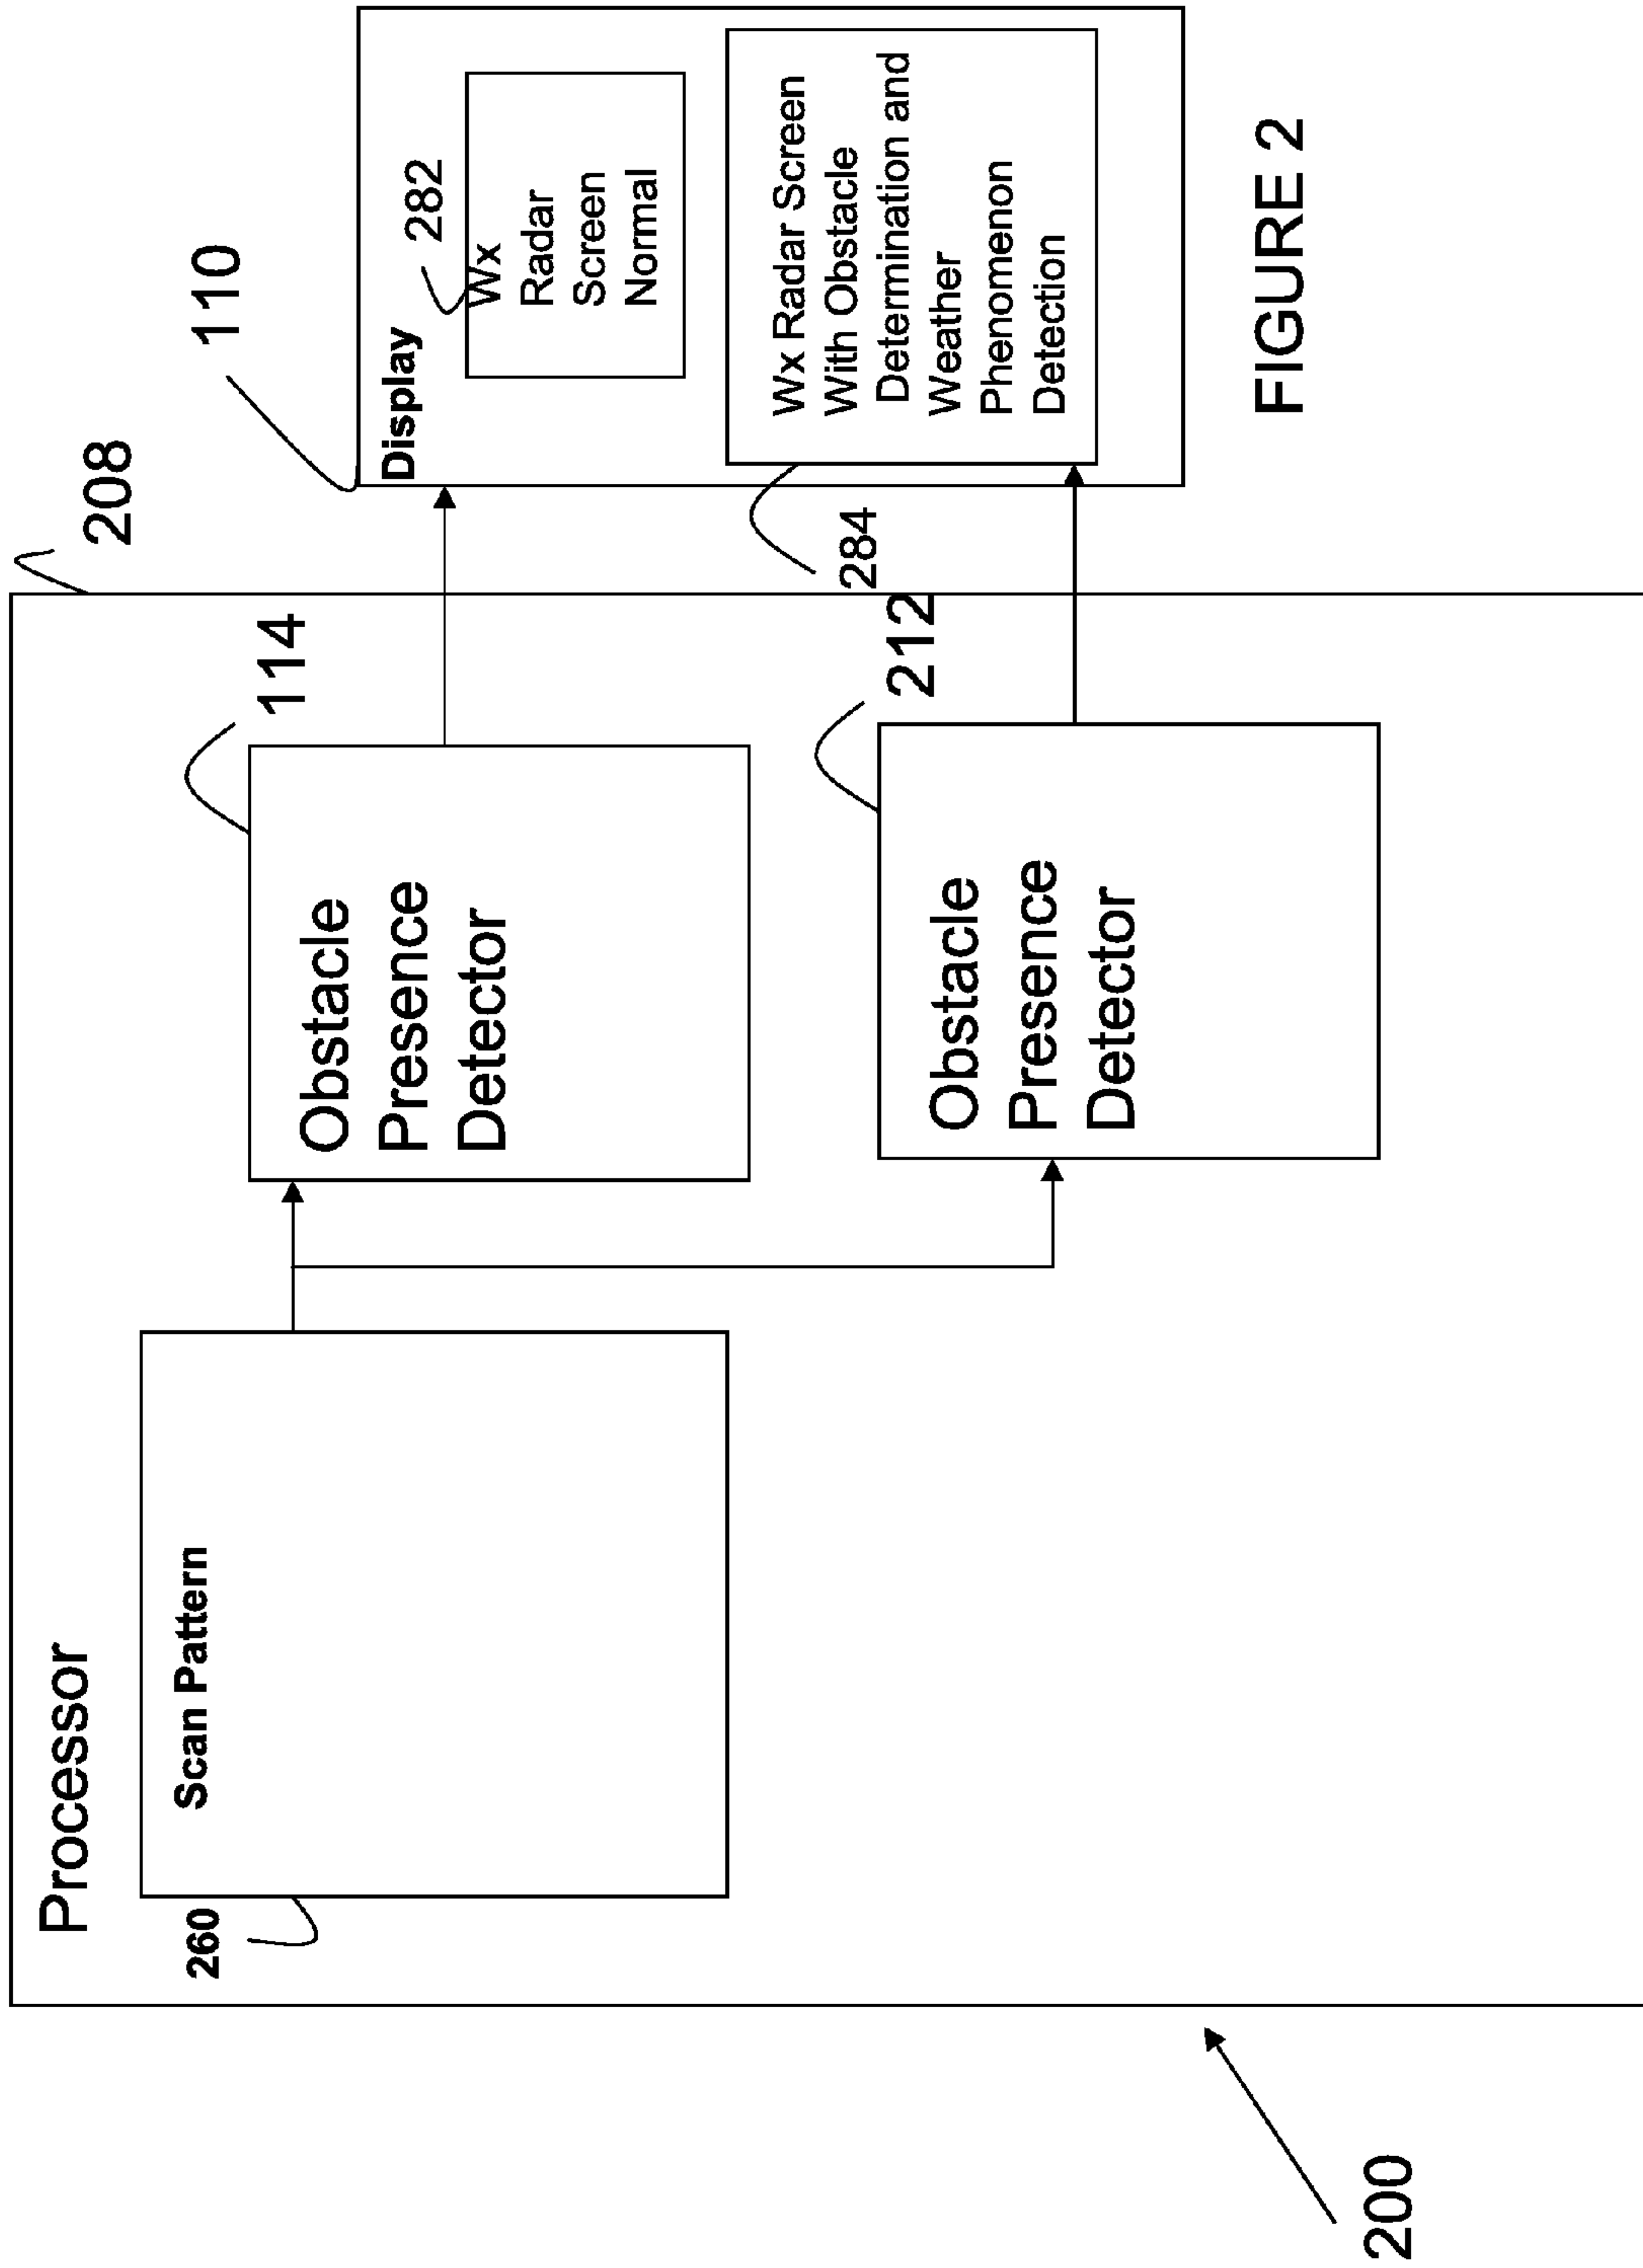 208
110
Processor
Display
282
114
Wx
Radar
Screen
Normal
260
Scan Pattern
Obstacle
Presence
Detector
284
Wx Radar Screen
With Obstacle
Determination and
Weather
Phenomenon
Detection
212
Obstacle
Presence
Detector
200
FIGURE 2